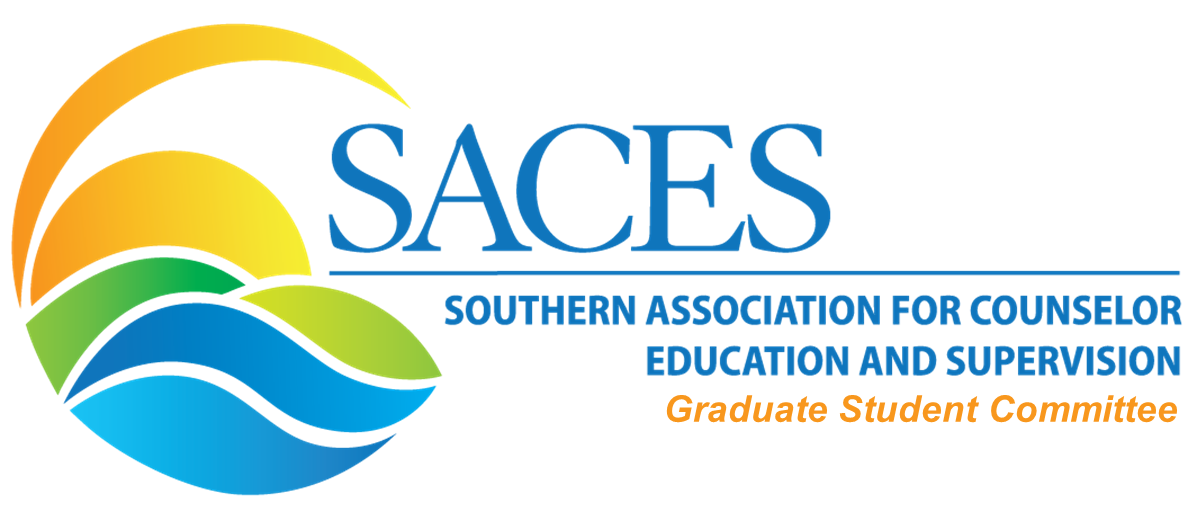 SACES
SOUTHERN ASSOCIATION FOR COUNSELOR
EDUCATION AND SUPERVISION
Graduate Student Committee